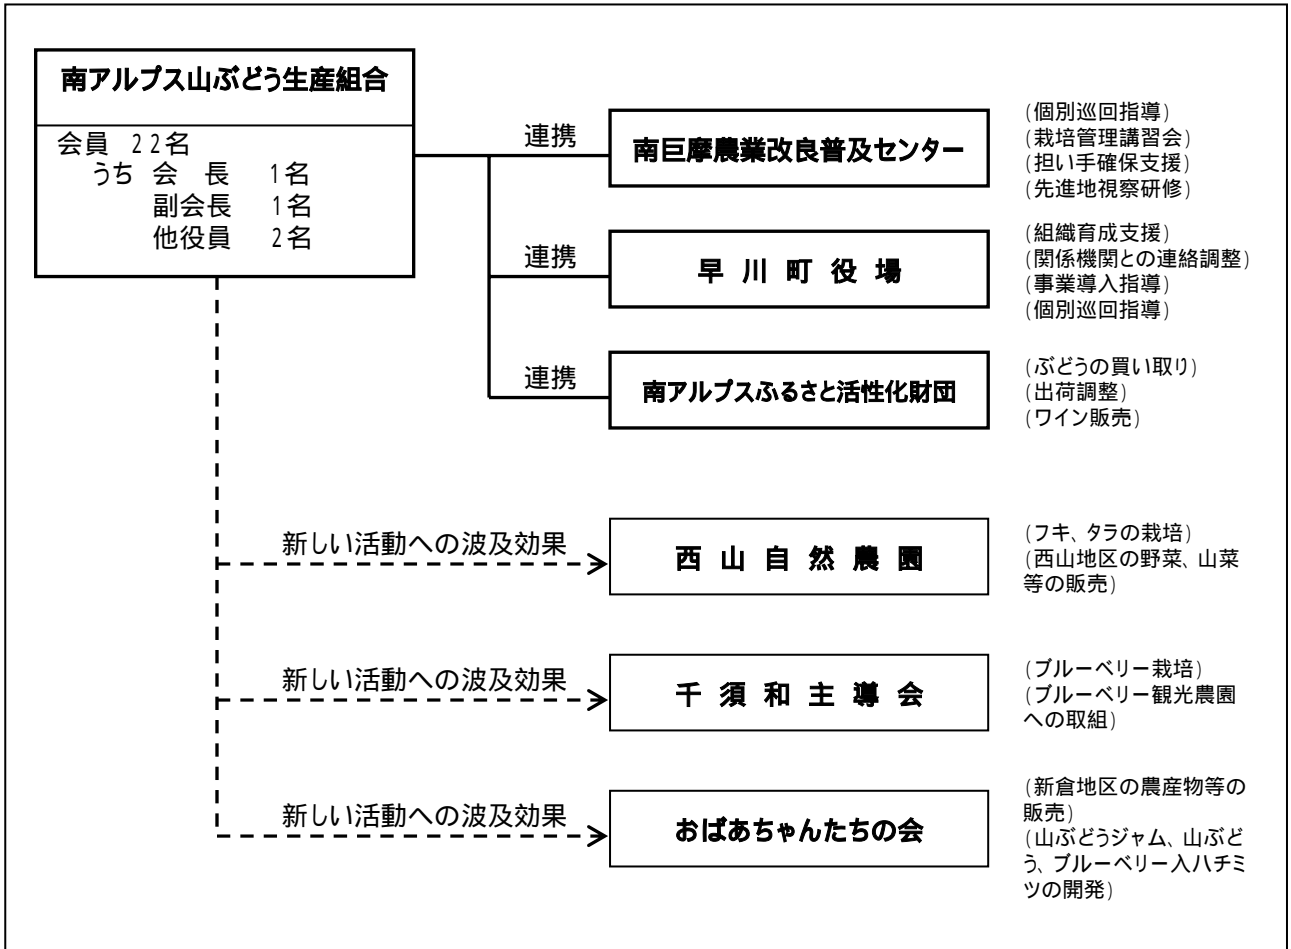 南アルプス山ぶどう生産組合
会員 22名
うち 会 長 1名
副会長 1名
他役員 2名
連携
南巨摩農業改良普及センター
(個別巡回指導)
(栽培管理講習会)
(担い手確保支援)
(先進地視察研修)
連携
早川町役場
(組織育成支援)
(関係機関との連絡調整)
(事業導入指導)
(個別巡回指導)
連携
南アルプスふるさと活性化財団
(ぶどうの買い取り)
(出荷調整)
(ワイン販売)
新しい活動への波及効果
西山自然農園
(フキ、タラの栽培)
(西山地区の野菜、山菜
等の販売)
新しい活動への波及効果
千須和主導会
(ブルーベリー栽培)
(ブルーベリー観光農園
への取組)
新しい活動への波及効果
おばあちゃんたちの会
(新倉地区の農産物等の
販売)
(山ぶどうジャム、山ぶど
う、ブルーベリー入ハチミ
ツの開発)